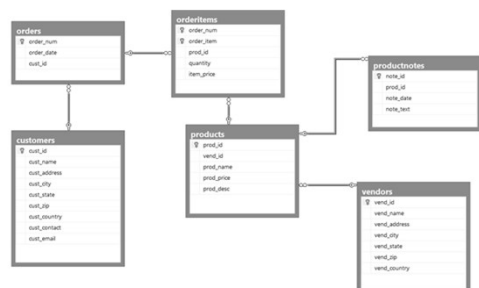 orders
order_num
order_date
cust_id
orderitems
order_num
order_item
prod_id
quantity
item_price
productnotes
note_id
prod_id
note_date
note_text
customers
cust_id
cust_name
cust_address
cust_city
cust_state
cust_zip
cust_country
cust_contact
cust_email
products
prod_id
vend_id
prod_name
prod_price
prod_desc
vendors
vend_id
vend_name
vend_address
vend_city
vend_state
vend_zip
vend_country